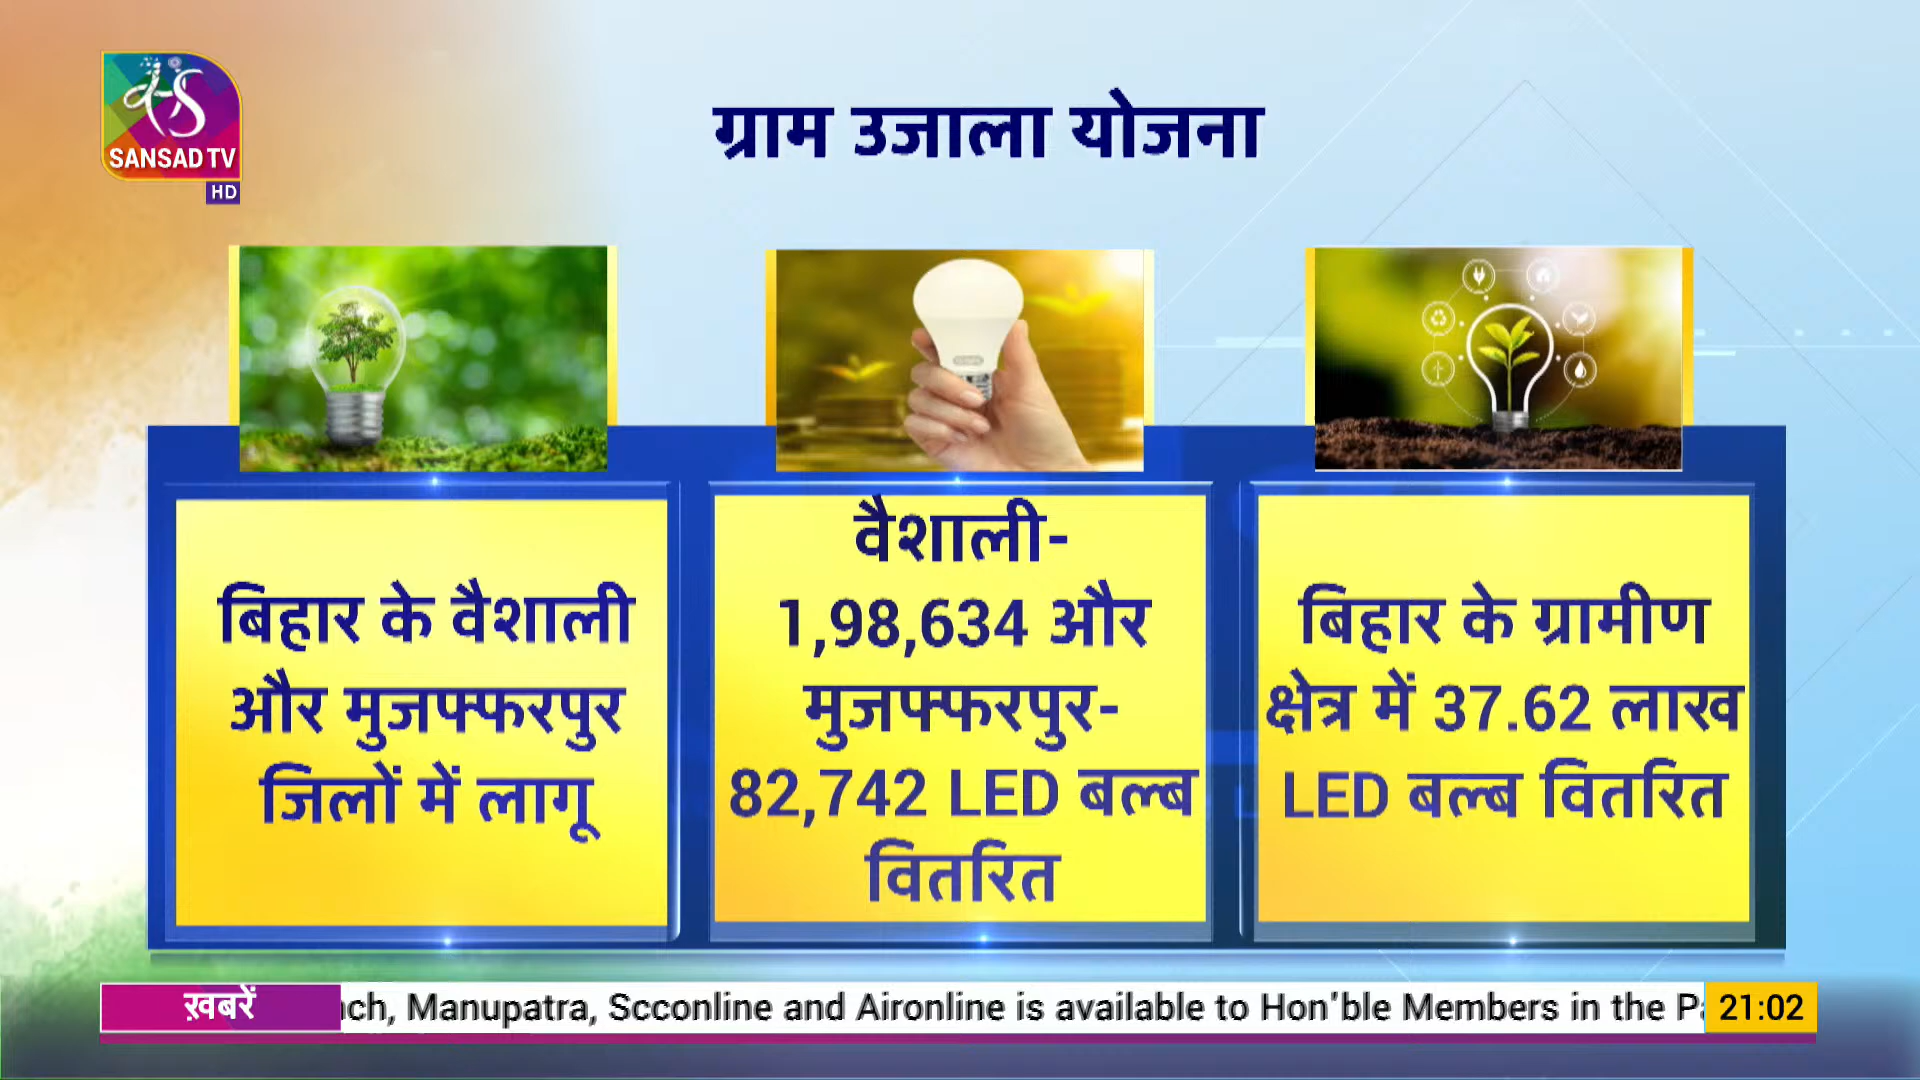 SANSAD TV
HD
ग्राम उजाला योजना
बिहार के वैशाली
और मुजफ्फरपुर
जिलों में लागू
वैशाली-
1,98,634 और
मुजफ्फरपुर-
82,742 LED बल्ब
वितरित
बिहार के ग्रामीण
क्षेत्र में 37.62 लाख
LED बल्ब वितरित
ख़बरें
Manupatra, Scconline and Aironline is available to Hon'ble Members in the
21:02